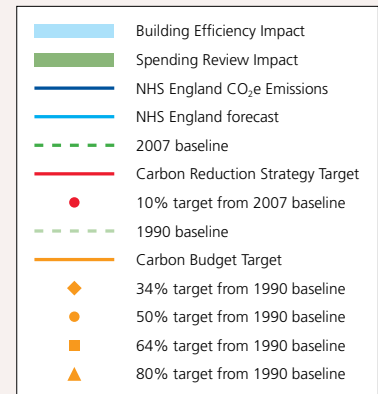 Building Efficiency Impact
Spending Review Impact
NHS England CO₂e Emissions
NHS England forecast
2007 baseline
Carbon Reduction Strategy Target
10% target from 2007 baseline
1990 baseline
Carbon Budget Target
34% target from 1990 baseline
50% target from 1990 baseline
64% target from 1990 baseline
80% target from 1990 baseline